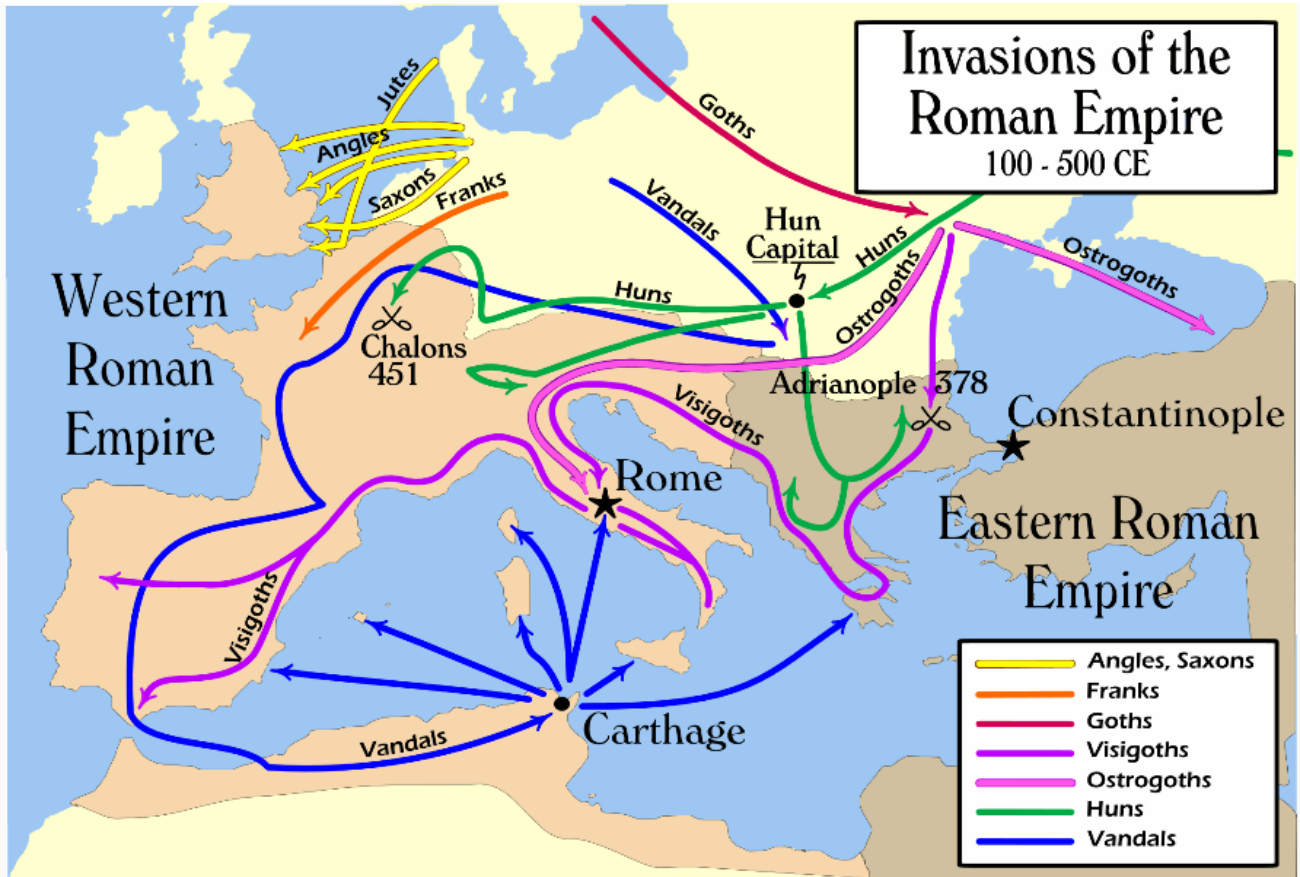 Invasions of the
Roman Empire
100 - 500 CE
Jutes
Angles
Saxons
Franks
Goths
Vandals
Hun
Capital
Huns
Ostrogoths
Ostrogoths
Western
Roman
Empire
Huns
Chalons
451
Adrianople 378
Visigoths
Constantinople
Rome
Eastern Roman
Empire
Visigoths
Carthage
Vandals
Angles, Saxons
Franks
Goths
Visigoths
Ostrogoths
Huns
Vandals